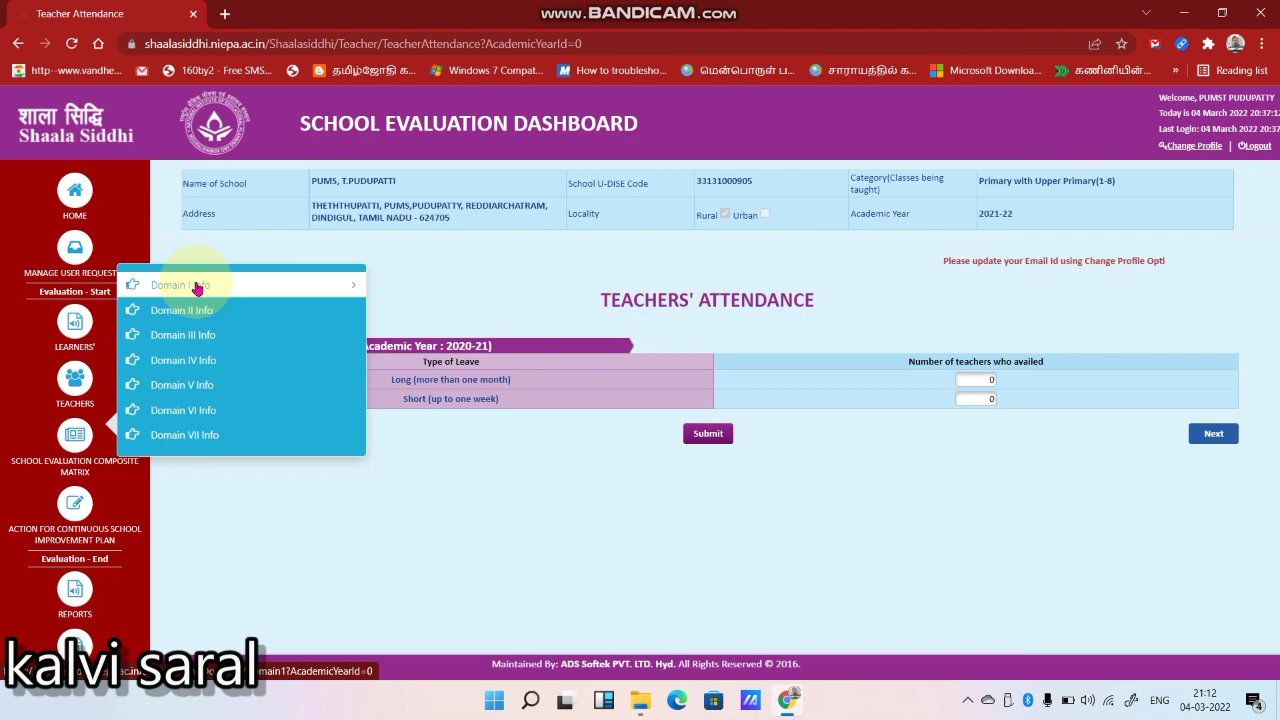 Teacher Attendance
www.BANDICAM.com
shaalasiddhi.niepa.ac.in/Shaalasiddhi/Teacher/TeacherAttendance?AcademicYearId=0
http--www.vandhe...
160by2 - Free SMS...
தமிழ்ஜோதி க...
Windows 7 Compat...
How to troublesho...
மென்பொருள் ப...
சாராயத்தில் க...
Microsoft Downloa...
கணினியின்...
»
Reading list
शाला सिद्धि
Shaala Siddhi
SCHOOL EVALUATION DASHBOARD
Welcome, PUMST PUDUPATTY
Today is 04 March 2022 20:37:12
Last Login: 04 March 2022 20:37
Change Profile | Logout
Name of School
PUMS, T.PUDUPATTI
School U-DISE Code
33131000905
Category(Classes being taught)
Primary with Upper Primary(1-8)
Address
THETHTHUPATTI, PUMS,PUDUPATTY, REDDIARCHATRAM,
DINDIGUL, TAMIL NADU - 624705
Locality
Rural Urban
Academic Year
2021-22
HOME
MANAGE USER REQUEST
Evaluation - Start
LEARNERS'
TEACHERS
SCHOOL EVALUATION COMPOSITE
MATRIX
ACTION FOR CONTINUOUS SCHOOL
IMPROVEMENT PLAN
Evaluation - End
REPORTS
Domain I Info
Domain II Info
Domain III Info
Domain IV Info
Domain V Info
Domain VI Info
Domain VII Info
Please update your Email Id using Change Profile Opti
TEACHERS' ATTENDANCE
Academic Year : 2020-21)
Type of Leave
Number of teachers who availed
Long (more than one month)
0
Short (up to one week)
0
Submit
Next
kalvi saral
Domain1?AcademicYearId=0
Maintained By: ADS Softek PVT. LTD. Hyd. All Rights Reserved © 2016.
ENG
21:12
04-03-2022
4